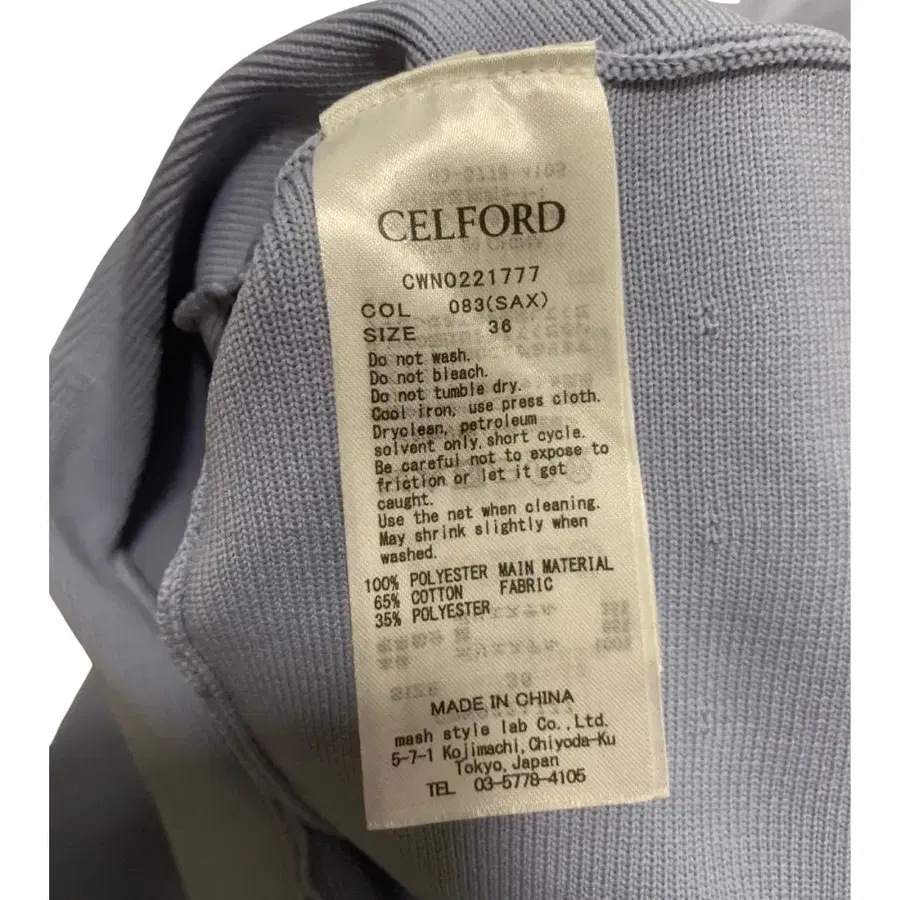 CELFORD
CWNO221777
COL 083(SAX)
SIZE 36
Do not wash.
Do not bleach.
Do not tumble dry.
Cool iron, use press cloth.
Dryclean, petroleum
solvent only,short cycle.
Be careful not to expose to
friction or let it get
caught.
Use the net when cleaning.
May shrink slightly when
washed.
100% POLYESTER MAIN MATERIAL
65% COTTON FABRIC
35% POLYESTER
MADE IN CHINA
mash style lab Co.,Ltd.
5-7-1 Kojimachi,Chiyoda-Ku
Tokyo,Japan
TEL 03-5778-4105